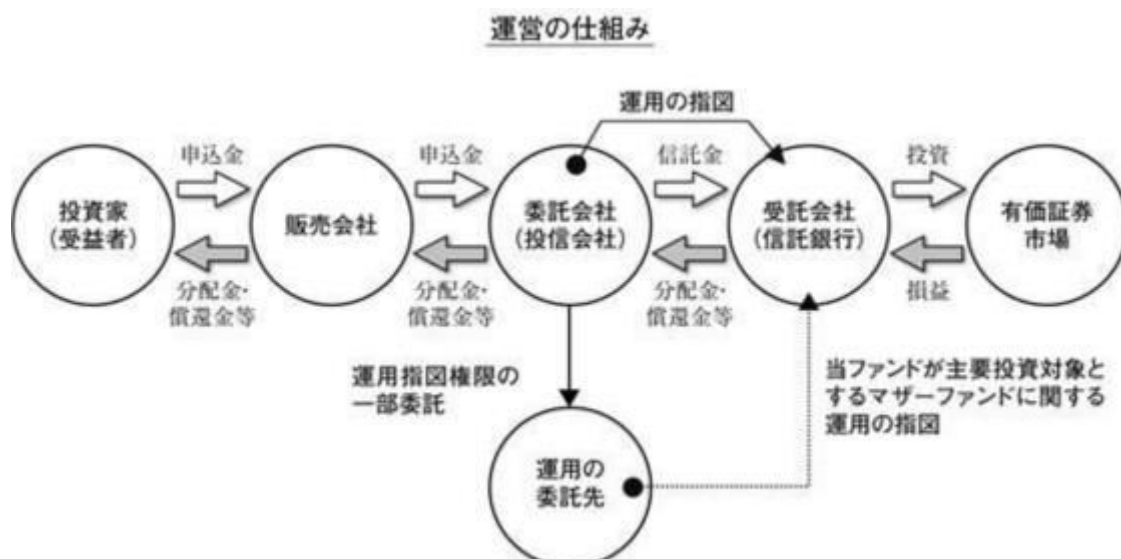 運営の仕組み
運用の指図
申込金
申込金
信託金
投資
投資家
(受益者)
販売会社
委託会社
(投信会社)
受託会社
(信託銀行)
有価証券
市場
分配金・
償還金等
分配金・
償還金等
分配金・
償還金等
損益
運用指図権限の
一部委託
当ファンドが主要投資対象と
するマザーファンドに関する
運用の指図
運用の
委託先